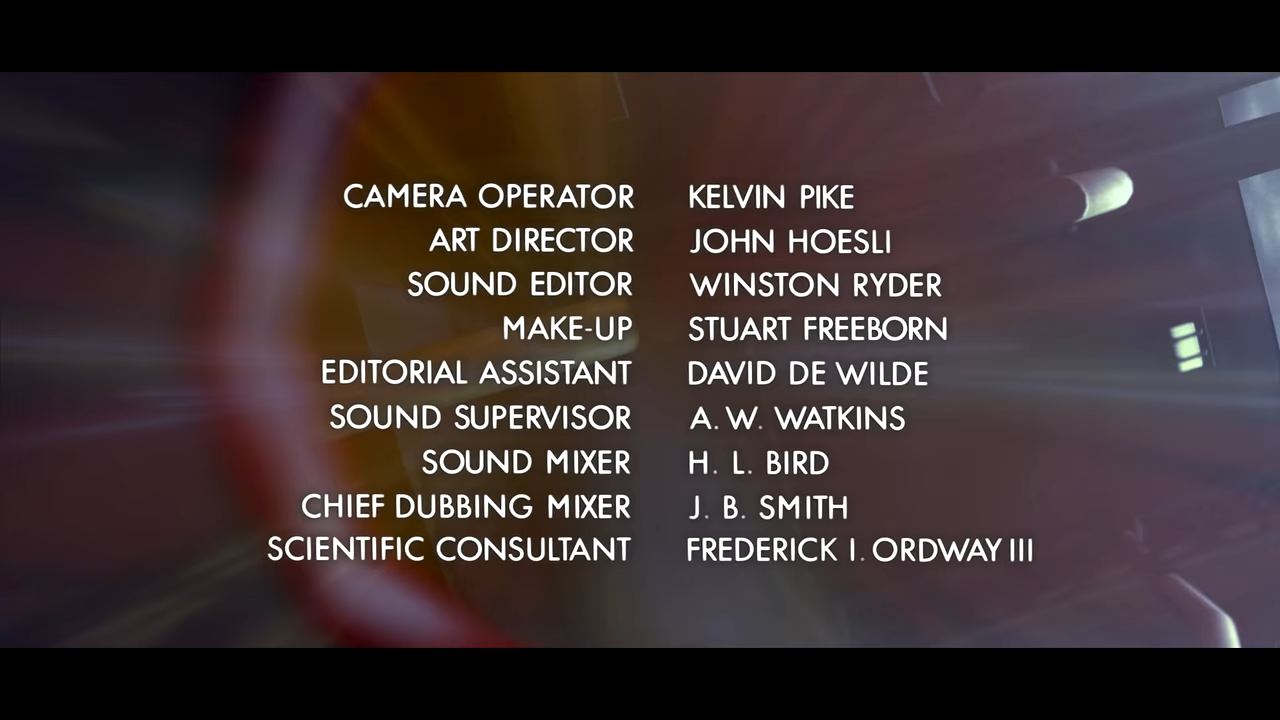 CAMERA OPERATOR KELVIN PIKE
ART DIRECTOR JOHN HOESLI
SOUND EDITOR WINSTON RYDER
MAKE-UP STUART FREEBORN
EDITORIAL ASSISTANT DAVID DE WILDE
SOUND SUPERVISOR A. W. WATKINS
SOUND MIXER H. L. BIRD
CHIEF DUBBING MIXER J. B. SMITH
SCIENTIFIC CONSULTANT FREDERICK I. ORDWAY III